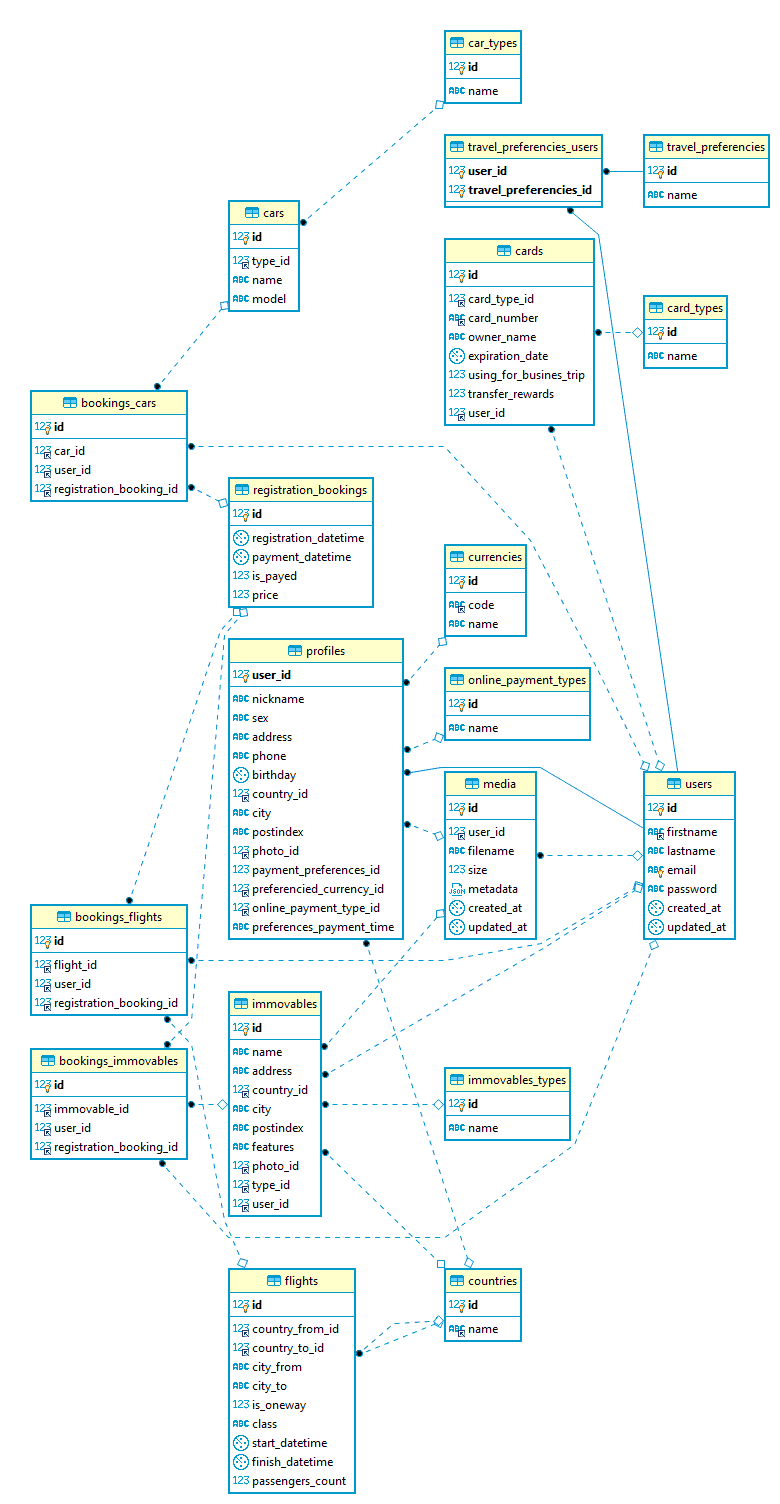 car_types
123 id
ABC name
travel_preferencies_users
123 user_id
123 travel_preferencies_id
travel_preferencies
123 id
ABC name
cars
123 id
123 type_id
ABC name
ABC model
cards
123 id
123 card_type_id
ABC card_number
ABC owner_name
expiration_date
123 using_for_busines_trip
123 transfer_rewards
123 user_id
card_types
123 id
ABC name
bookings_cars
123 id
123 car_id
123 user_id
123 registration_booking_id
registration_bookings
123 id
registration_datetime
payment_datetime
123 is_payed
123 price
currencies
123 id
ABC code
ABC name
profiles
123 user_id
ABC nickname
ABC sex
ABC address
ABC phone
birthday
123 country_id
ABC city
ABC postindex
123 photo_id
123 payment_preferences_id
123 preferencied_currency_id
123 online_payment_type_id
ABC preferences_payment_time
online_payment_types
123 id
ABC name
media
123 id
123 user_id
ABC filename
123 size
JSON metadata
created_at
updated_at
users
123 id
ABC firstname
ABC lastname
ABC email
ABC password
created_at
updated_at
bookings_flights
123 id
123 flight_id
123 user_id
123 registration_booking_id
bookings_immovables
123 id
123 immovable_id
123 user_id
123 registration_booking_id
immovables
123 id
ABC name
ABC address
123 country_id
ABC city
ABC postindex
ABC features
123 photo_id
123 type_id
123 user_id
immovables_types
123 id
ABC name
flights
123 id
123 country_from_id
123 country_to_id
ABC city_from
ABC city_to
123 is_oneway
ABC class
start_datetime
finish_datetime
123 passengers_count
countries
123 id
ABC name